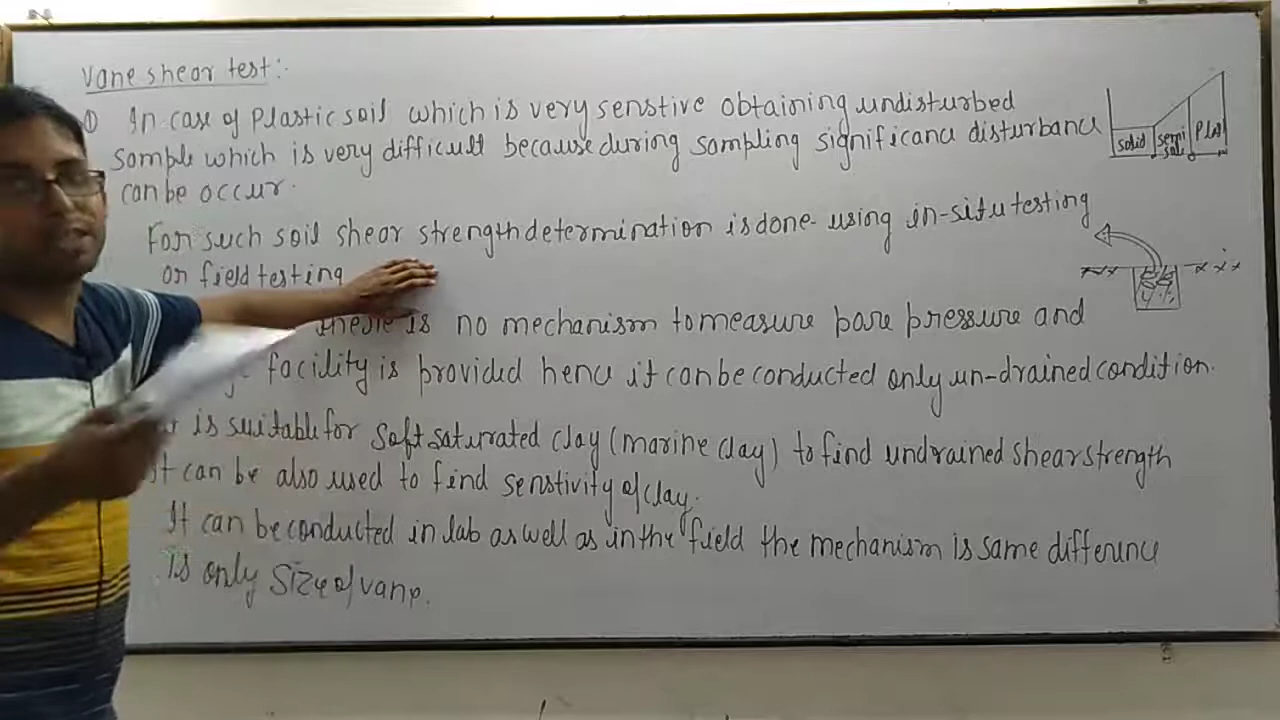 Vane shear test:-
① In case of Plastic soil which is very senstive obtaining undisturbed
sample which is very difficult because during sampling significance disturbance
can be occur.
For such soil shear strength determination is done using in-situ testing
or field testing
there is no mechanism to measure pore pressure and
facility is provided hence it can be conducted only un-drained condition.
is suitable for soft saturated clay (marine clay) to find undrained shear strength
It can be also used to find senstivity of clay.
It can be conducted in lab as well as in the field the mechanism is same difference
is only size of vane.
solid
semi
soli